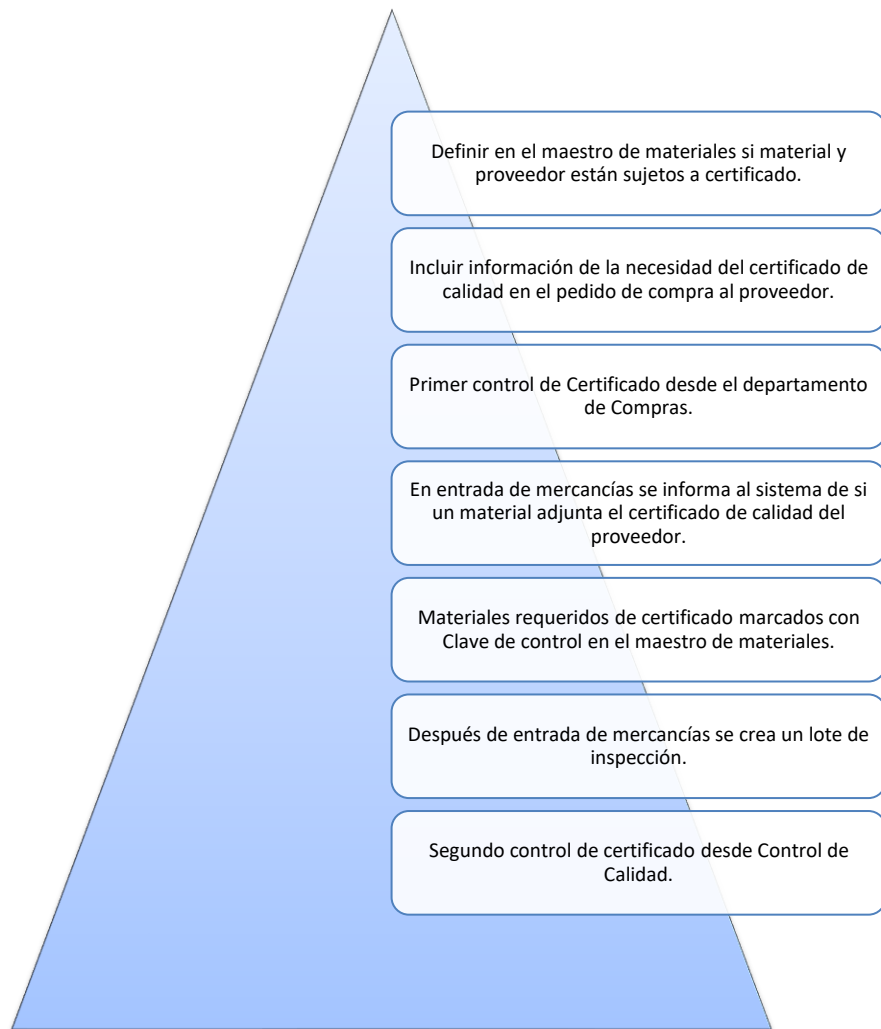 Definir en el maestro de materiales si material y
proveedor están sujetos a certificado.
Incluir información de la necesidad del certificado de
calidad en el pedido de compra al proveedor.
Primer control de Certificado desde el departamento
de Compras.
En entrada de mercancías se informa al sistema de si
un material adjunta el certificado de calidad del
proveedor.
Materiales requeridos de certificado marcados con
Clave de control en el maestro de materiales.
Después de entrada de mercancías se crea un lote de
inspección.
Segundo control de certificado desde Control de
Calidad.